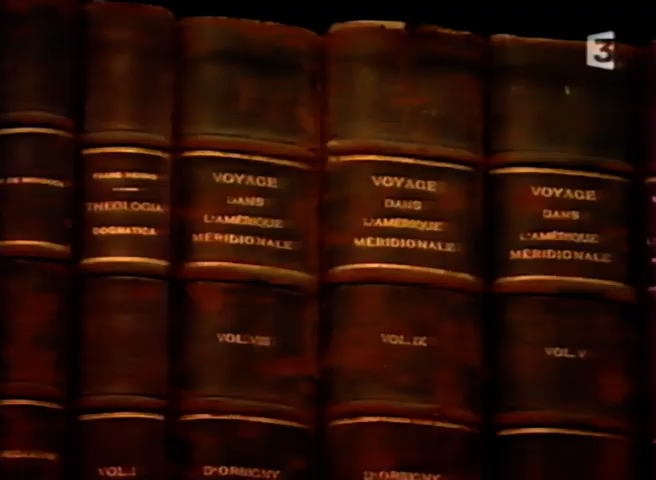 3
THEOLOGIA
DOGMATICA
VOL.I
VOYAGE
DANS
L'AMÉRIQUE
MÉRIDIONALE
VOL.VIII
D'ORBIGNY
VOYAGE
DANS
L'AMÉRIQUE
MÉRIDIONALE
VOL.IX
D'ORBIGNY
VOYAGE
DANS
L'AMÉRIQUE
MÉRIDIONALE
VOL.V